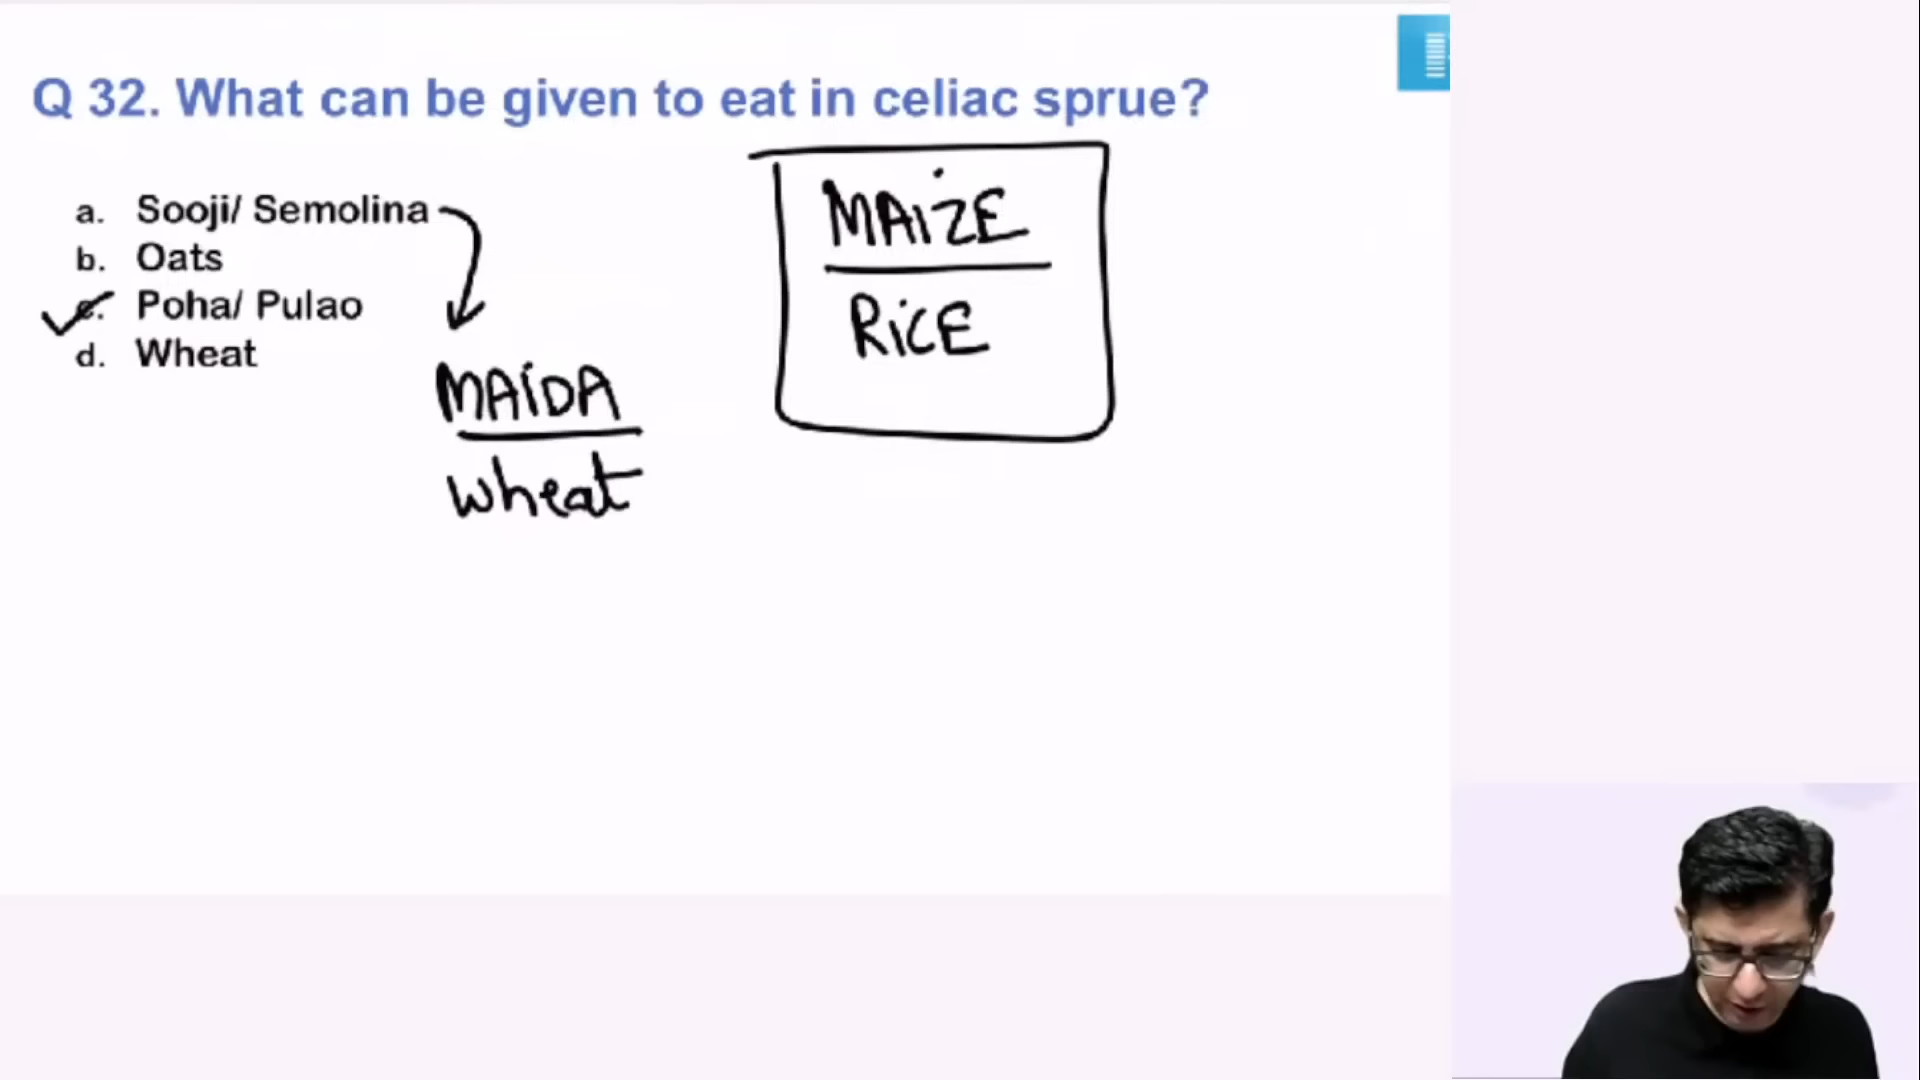 Q 32. What can be given to eat in celiac sprue?
a. Sooji/ Semolina
b. Oats
c. Poha/ Pulao
d. Wheat
MAIDA
wheat
MAIZE
RICE